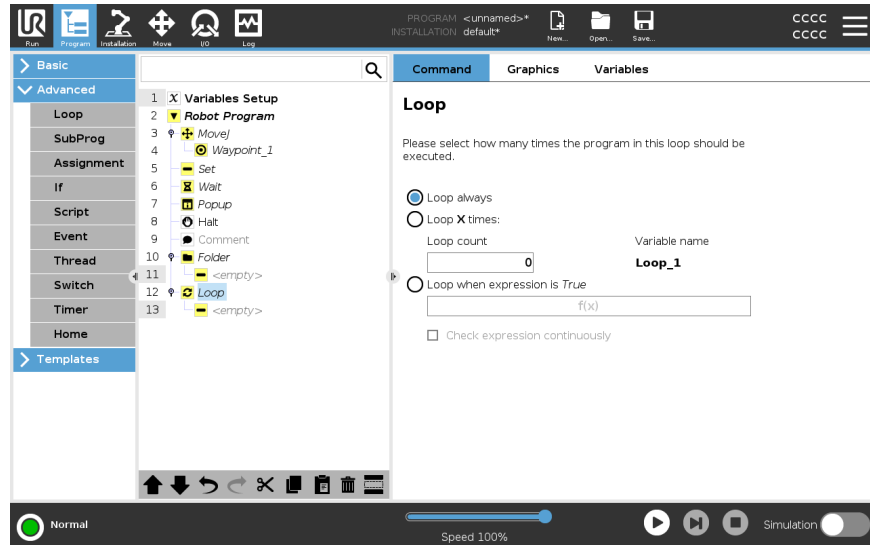 PROGRAM <unnamed>*
INSTALLATION default*
CCCC
CCCC
UR
Run
Program
Installation
Move
I/O
Log
New...
Open...
Save...
Basic
Advanced
Loop
SubProg
Assignment
If
Script
Event
Thread
Switch
Timer
Home
Templates
1 X Variables Setup
2 Robot Program
3 MoveJ
4 Waypoint_1
5 Set
6 Wait
7 Popup
8 Halt
9 Comment
10 Folder
11 <empty>
12 Loop
13 <empty>
Command Graphics Variables
Loop
Please select how many times the program in this loop should be
executed.
Loop always
Loop X times:
Loop count Variable name
0 Loop_1
Loop when expression is True
f(x)
Check expression continuously
Normal
Speed 100%
Simulation